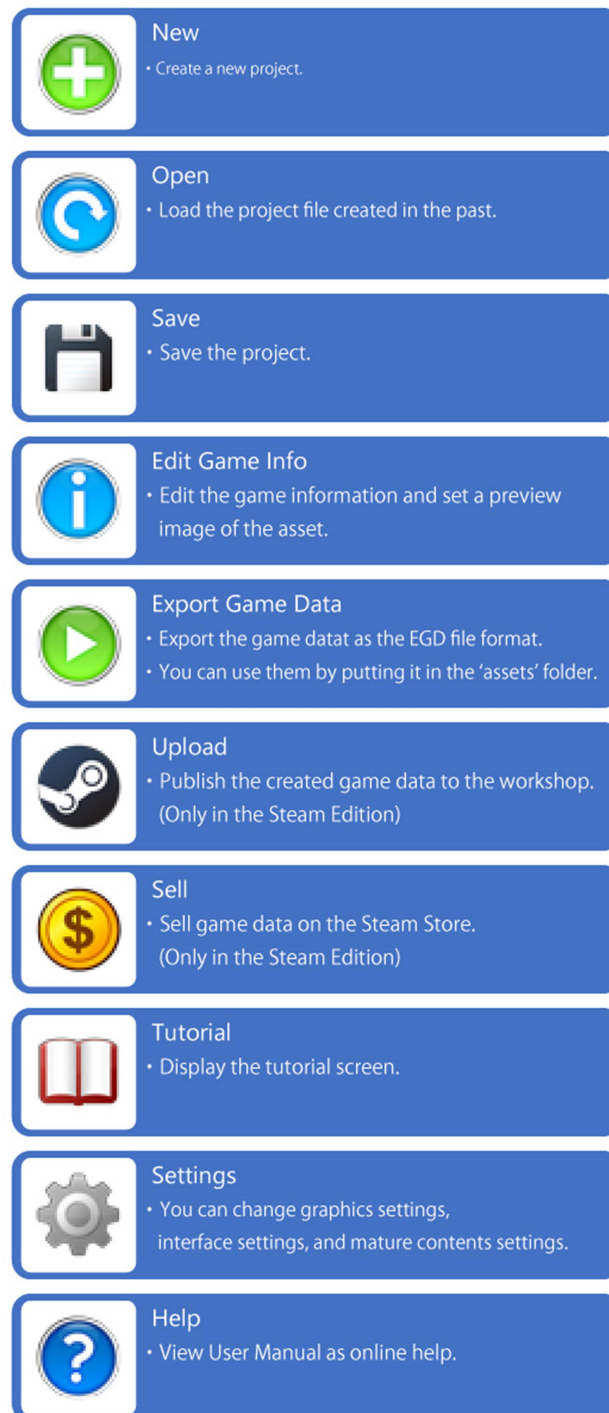 New
・Create a new project.
Open
・Load the project file created in the past.
Save
・Save the project.
Edit Game Info
・Edit the game information and set a preview
image of the asset.
Export Game Data
・Export the game datat as the EGD file format.
・You can use them by putting it in the ‘assets’ folder.
Upload
・Publish the created game data to the workshop.
(Only in the Steam Edition)
Sell
・Sell game data on the Steam Store.
(Only in the Steam Edition)
Tutorial
・Display the tutorial screen.
Settings
・You can change graphics settings,
interface settings, and mature contents settings.
Help
・View User Manual as online help.